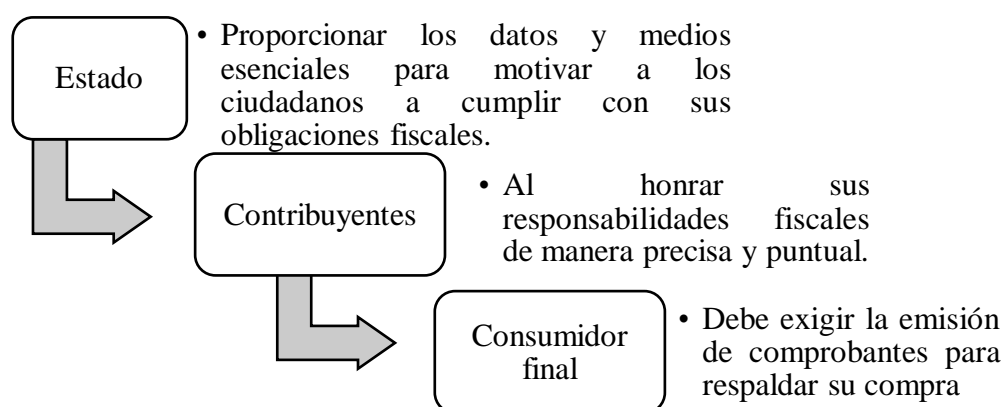 Estado
• Proporcionar los datos y medios
esenciales para motivar a los
ciudadanos a cumplir con sus
obligaciones fiscales.
Contribuyentes
• Al honrar sus
responsabilidades fiscales
de manera precisa y puntual.
Consumidor
final
• Debe exigir la emisión
de comprobantes para
respaldar su compra